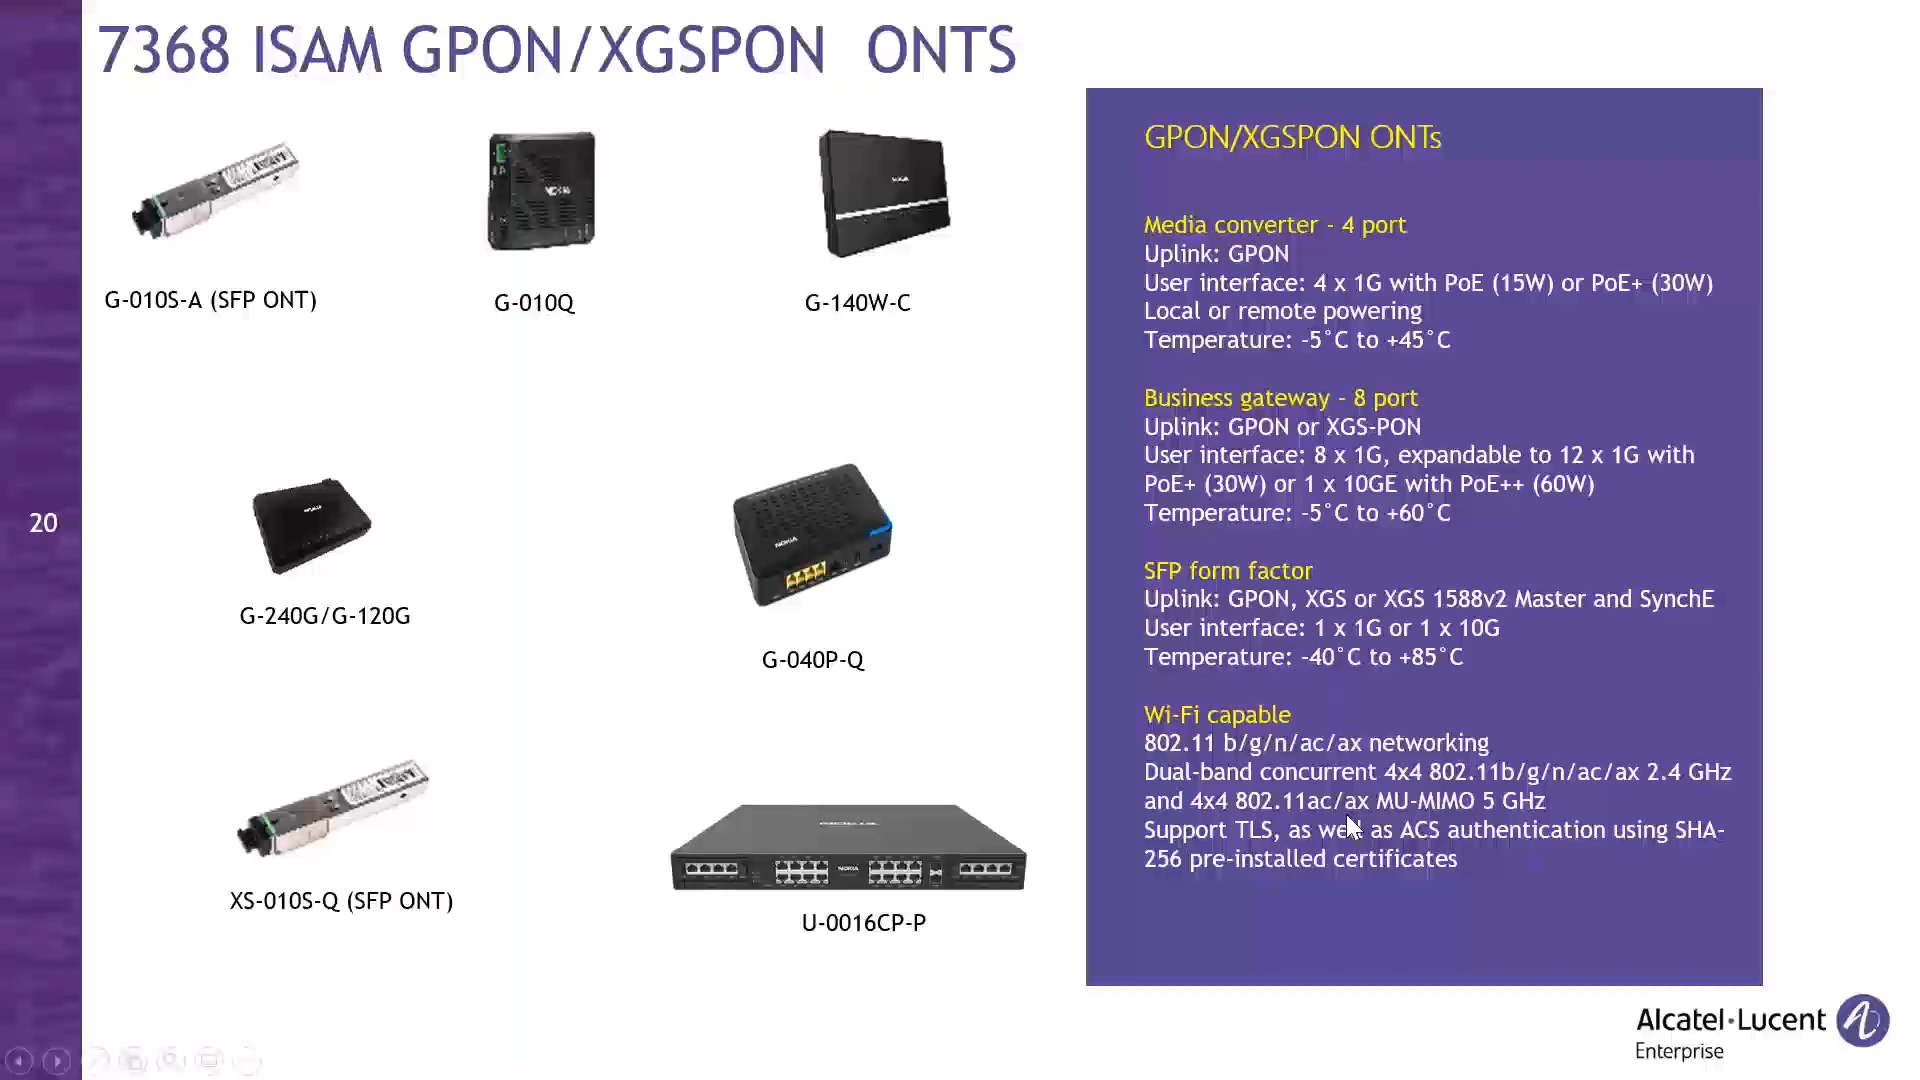 7368 ISAM GPON/XGSPON ONTS
G-010S-A (SFP ONT)
NOKIA
G-010Q
NOKIA
G-140W-C
NOKIA
G-240G/G-120G
NOKIA
G-040P-Q
XS-010S-Q (SFP ONT)
NOKIA
NOKIA
U-0016CP-P
20
GPON/XGSPON ONTs
Media converter - 4 port
Uplink: GPON
User interface: 4 x 1G with PoE (15W) or PoE+ (30W)
Local or remote powering
Temperature: -5°C to +45°C
Business gateway - 8 port
Uplink: GPON or XGS-PON
User interface: 8 x 1G, expandable to 12 x 1G with
PoE+ (30W) or 1 x 10GE with PoE++ (60W)
Temperature: -5°C to +60°C
SFP form factor
Uplink: GPON, XGS or XGS 1588v2 Master and SynchE
User interface: 1 x 1G or 1 x 10G
Temperature: -40°C to +85°C
Wi-Fi capable
802.11 b/g/n/ac/ax networking
Dual-band concurrent 4x4 802.11b/g/n/ac/ax 2.4 GHz
and 4x4 802.11ac/ax MU-MIMO 5 GHz
Support TLS, as well as ACS authentication using SHA-
256 pre-installed certificates
Alcatel·Lucent
Enterprise